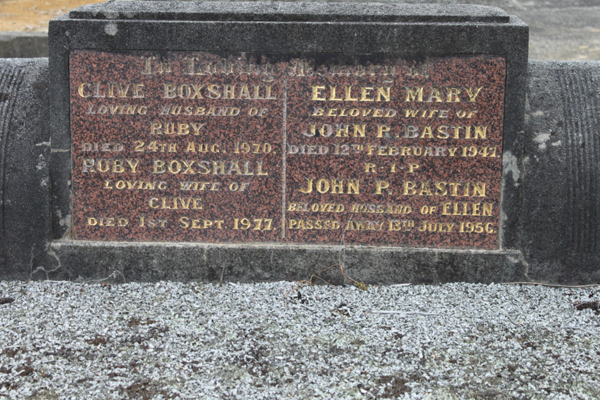 In Loving Memory of
CLIVE BOXSHALL
LOVING HUSBAND OF
RUBY
DIED 24TH AUG. 1970.
RUBY BOXSHALL
LOVING WIFE OF
CLIVE
DIED 1ST SEPT. 1977.
ELLEN MARY
BELOVED WIFE OF
JOHN P. BASTIN
DIED 12TH FEBRUARY 1947.
R.I.P
JOHN P. BASTIN
BELOVED HUSBAND OF ELLEN
PASSED AWAY 13TH JULY 1956.